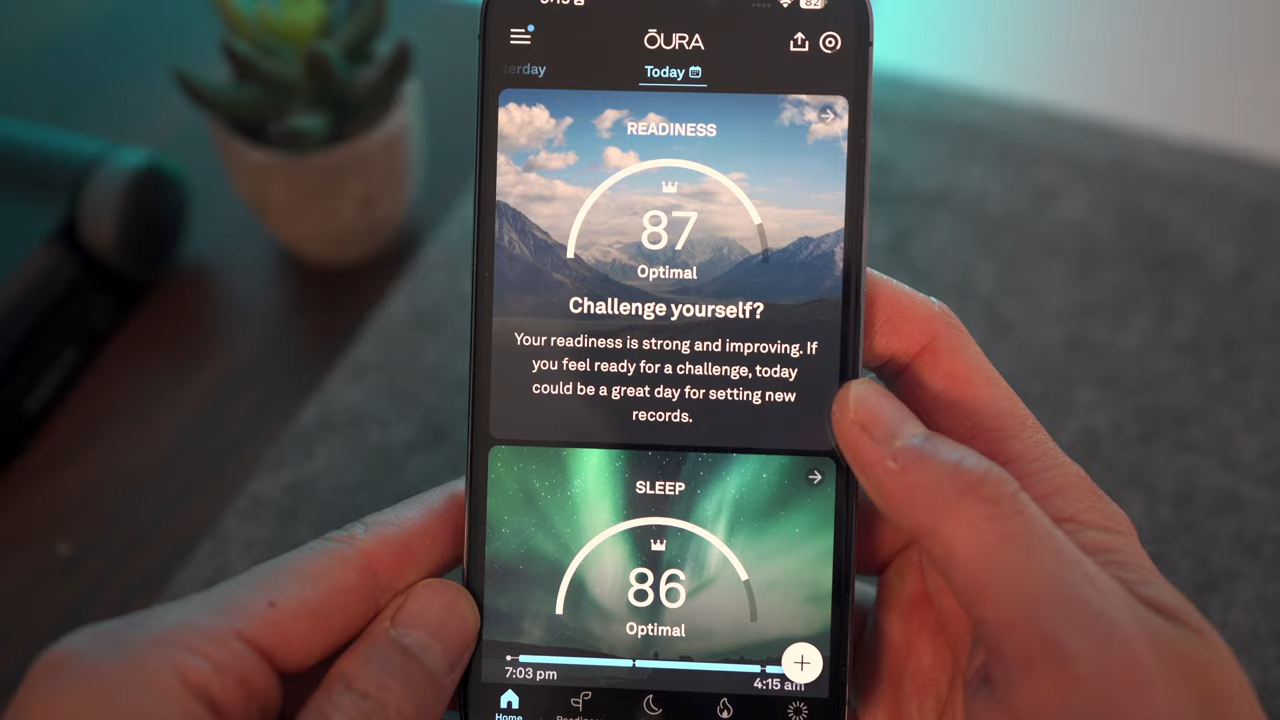 82
ŌURA
erday
Today
READINESS
87
Optimal
Challenge yourself?
Your readiness is strong and improving. If
you feel ready for a challenge, today
could be a great day for setting new
records.
SLEEP
86
Optimal
7:03 pm
4:15 am
Home